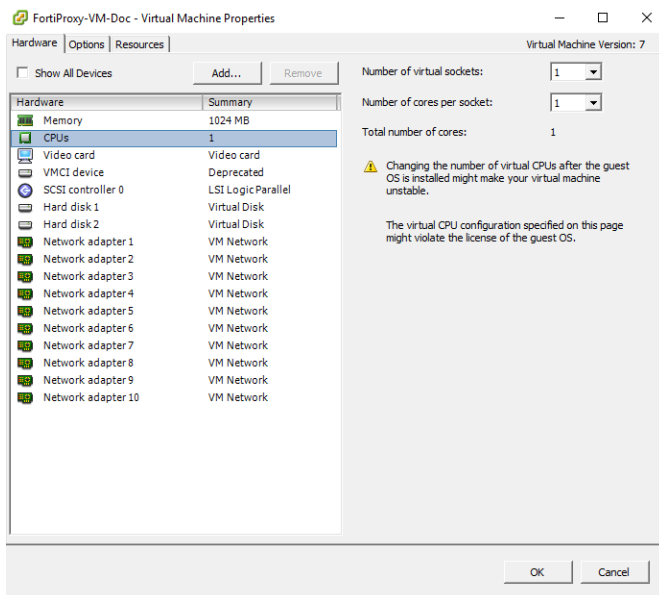 FortiProxy-VM-Doc - Virtual Machine Properties
Hardware Options Resources Virtual Machine Version: 7
Show All Devices Add... Remove
Hardware Summary
Memory 1024 MB
CPUs 1
Video card Video card
VMCI device Deprecated
SCSI controller 0 LSI Logic Parallel
Hard disk 1 Virtual Disk
Hard disk 2 Virtual Disk
Network adapter 1 VM Network
Network adapter 2 VM Network
Network adapter 3 VM Network
Network adapter 4 VM Network
Network adapter 5 VM Network
Network adapter 6 VM Network
Network adapter 7 VM Network
Network adapter 8 VM Network
Network adapter 9 VM Network
Network adapter 10 VM Network
Number of virtual sockets: 1
Number of cores per socket: 1
Total number of cores: 1
Changing the number of virtual CPUs after the guest
OS is installed might make your virtual machine
unstable.
The virtual CPU configuration specified on this page
might violate the license of the guest OS.
OK Cancel